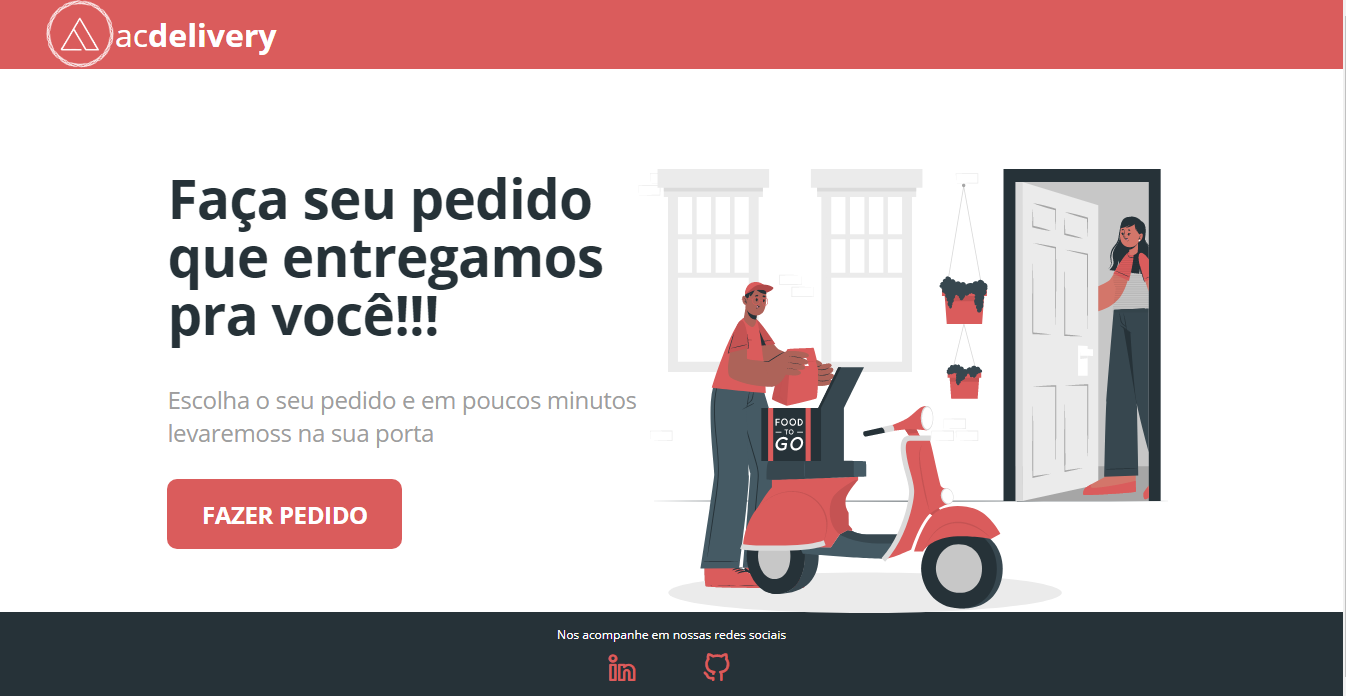 acdelivery
Faça seu pedido
que entregamos
pra você!!!
Escolha o seu pedido e em poucos minutos
levaremoss na sua porta
FAZER PEDIDO
FOOD
TO
GO
Nos acompanhe em nossas redes sociais
in